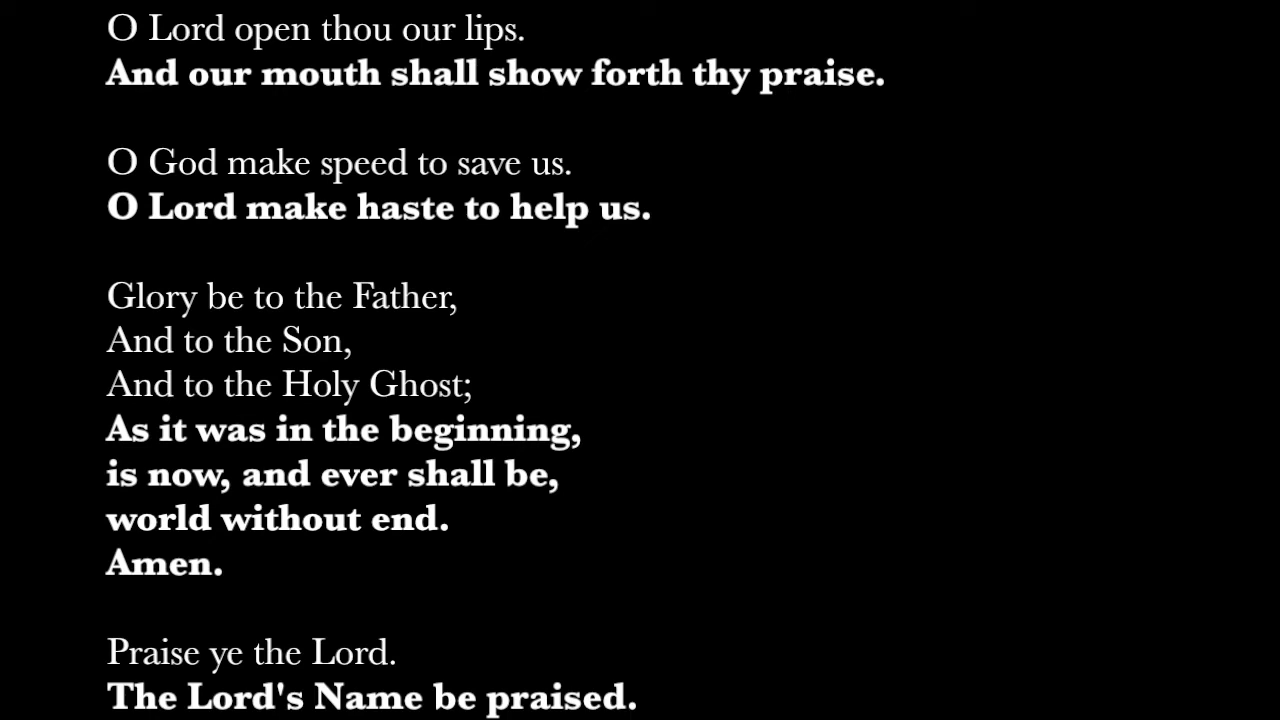 O Lord open thou our lips.
And our mouth shall show forth thy praise.
O God make speed to save us.
O Lord make haste to help us.
Glory be to the Father,
And to the Son,
And to the Holy Ghost;
As it was in the beginning,
is now, and ever shall be,
world without end.
Amen.
Praise ye the Lord.
The Lord's Name be praised.